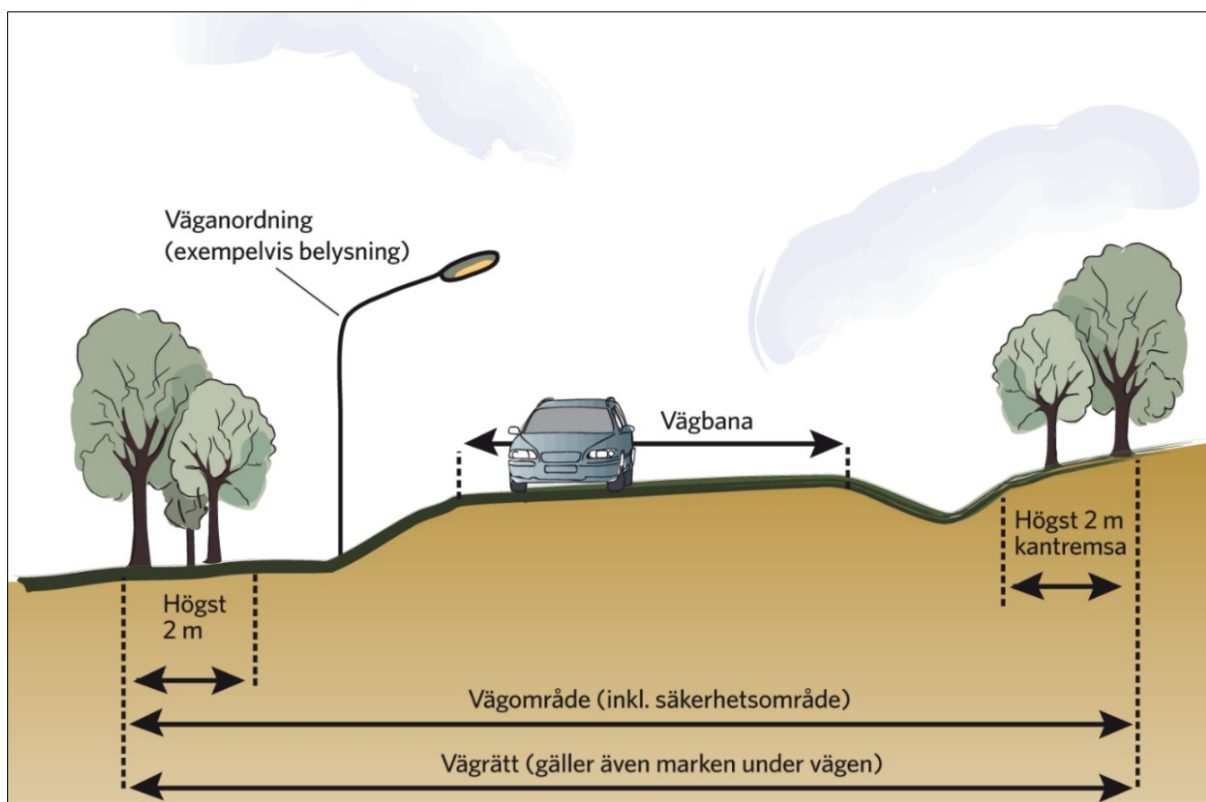 Väganordning
(exempelvis belysning)
Vägbana
Högst 2 m
kantremsa
Högst
2 m
Vägområde (inkl. säkerhetsområde)
Vägrätt (gäller även marken under vägen)